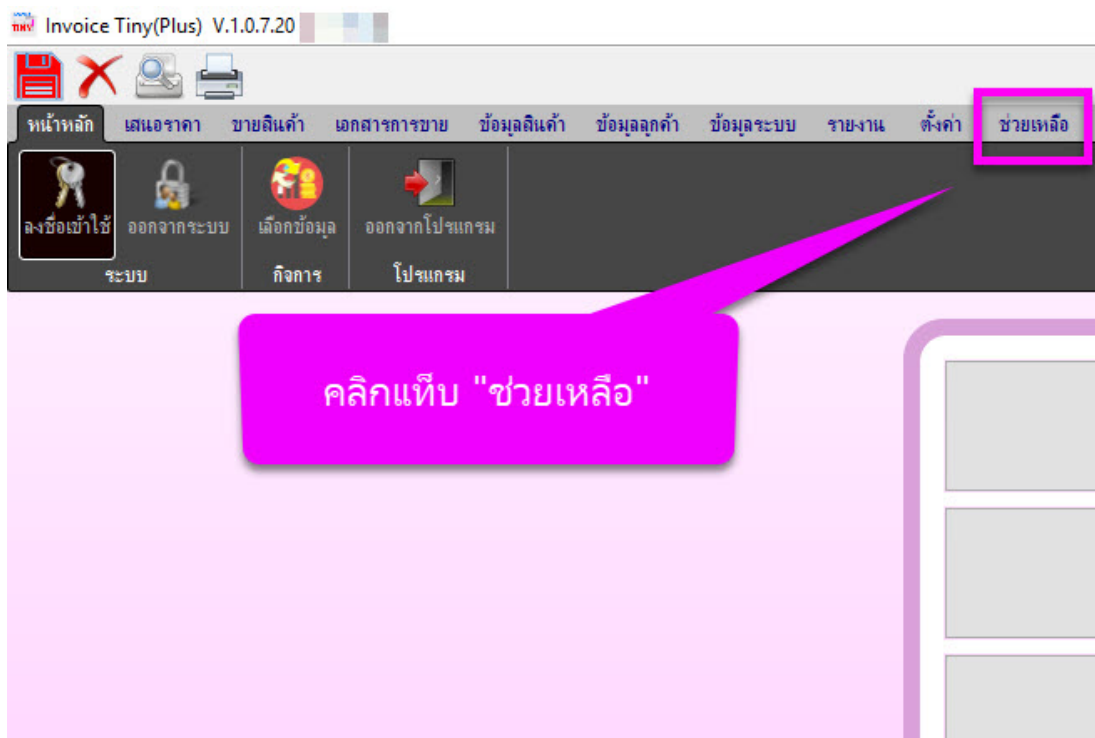 Invoice Tiny(Plus) V.1.0.7.20
หน้าหลัก เสนอราคา ขายสินค้า เอกสารการขาย ข้อมูลสินค้า ข้อมูลลูกค้า ข้อมูลระบบ รายงาน ตั้งค่า ช่วยเหลือ
ลงชื่อเข้าใช้ ออกจากระบบ เลือกข้อมูล ออกจากโปรแกรม
ระบบ กิจการ โปรแกรม
คลิกแท็บ "ช่วยเหลือ"